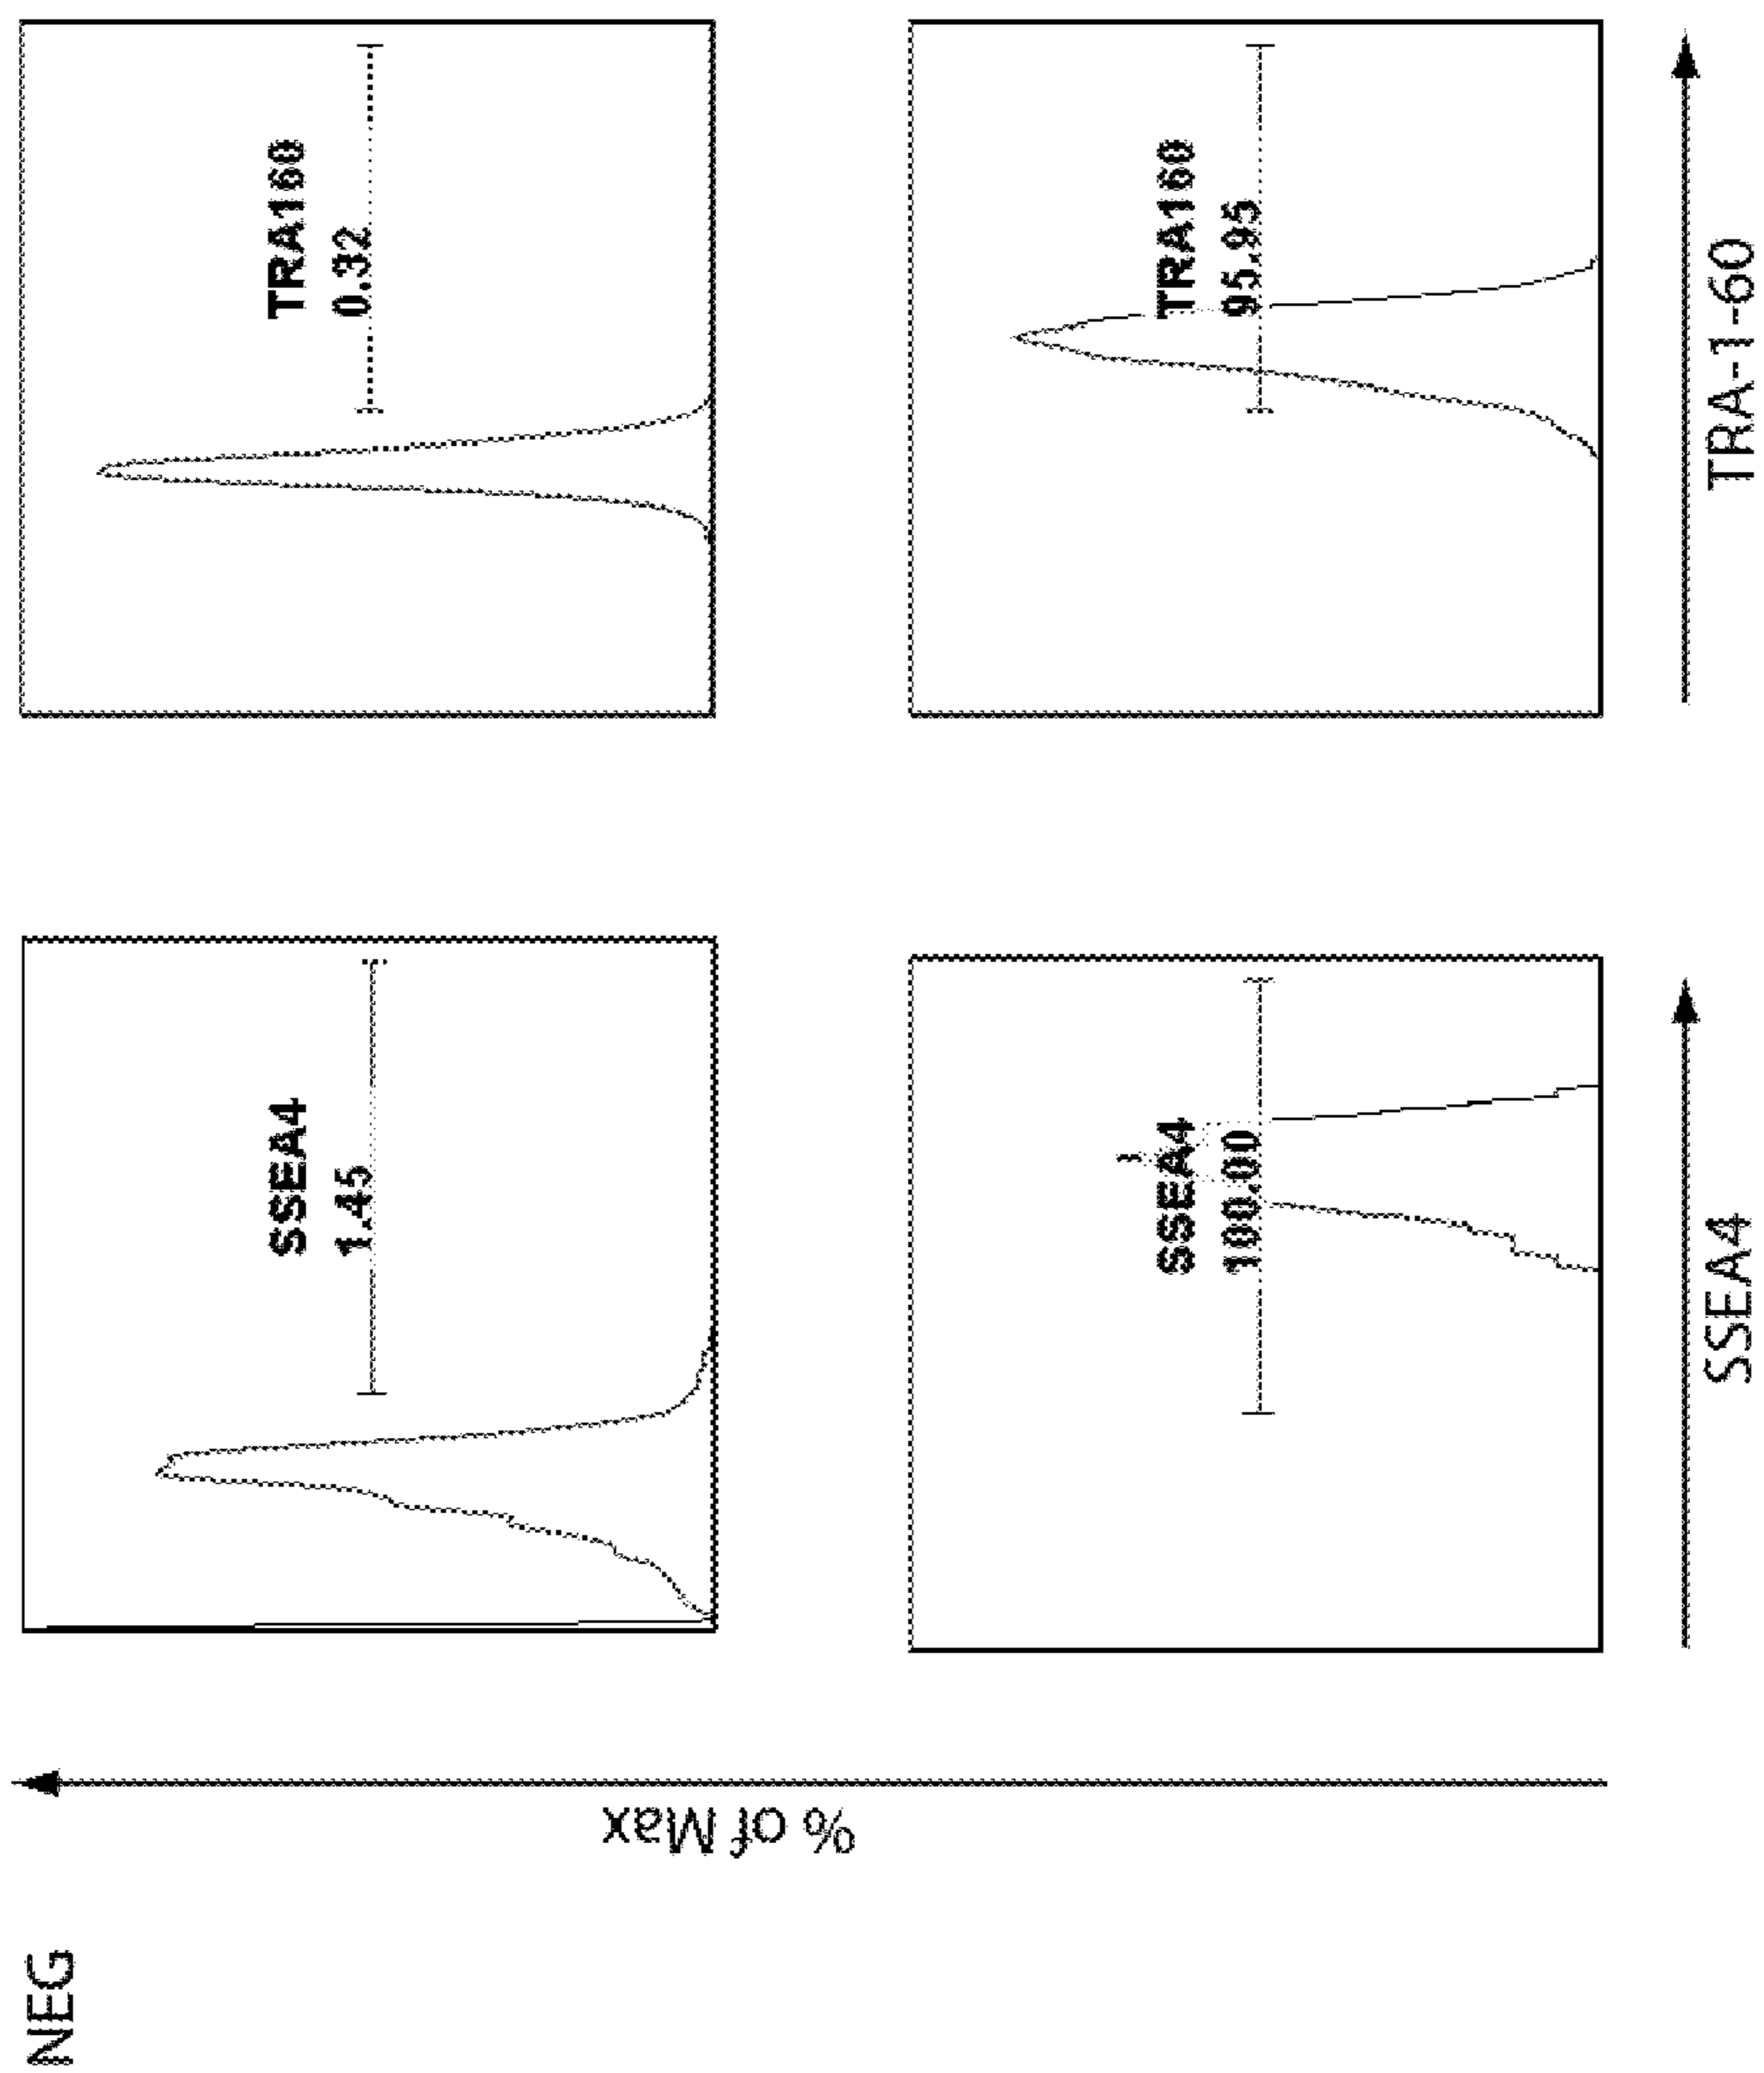 NEG
% of Max
SSEA4
1.45
TRA160
0.32
SSEA4
100.00
TRA160
95.95
SSEA4
TRA-1-60